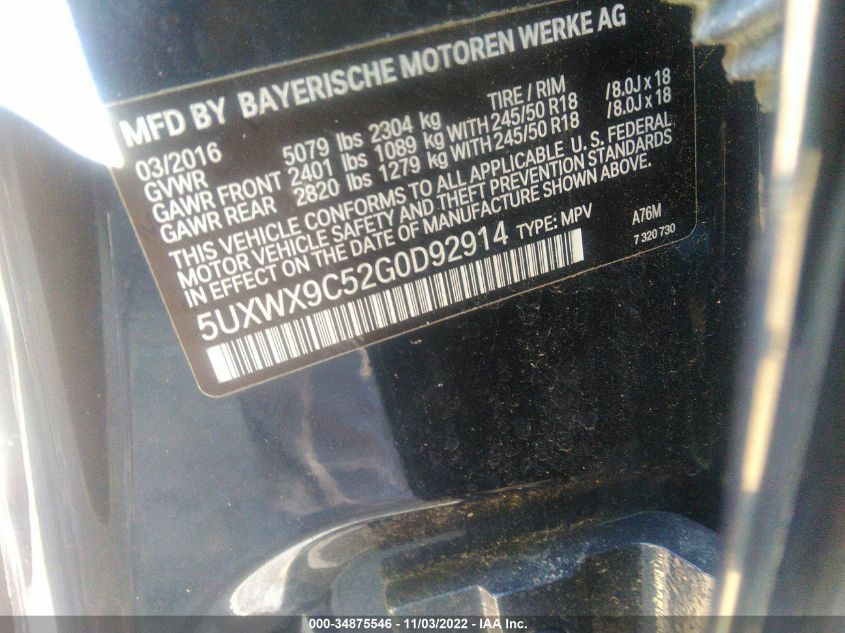 MFD BY BAYERISCHE MOTOREN WERKE AG
03/2016 TIRE / RIM
GVWR 5079 lbs 2304 kg
GAWR FRONT 2401 lbs 1089 kg WITH 245/50 R18 /8.0J x 18
GAWR REAR 2820 lbs 1279 kg WITH 245/50 R18 /8.0J x 18
THIS VEHICLE CONFORMS TO ALL APPLICABLE U.S. FEDERAL
MOTOR VEHICLE SAFETY AND THEFT PREVENTION STANDARDS
IN EFFECT ON THE DATE OF MANUFACTURE SHOWN ABOVE.
5UXWX9C52G0D92914 TYPE: MPV A76M
7 320 730
000-34875546 - 11/03/2022 - IAA Inc.